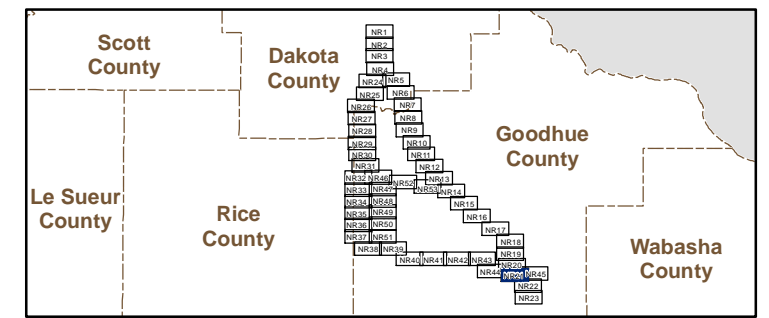 Scott
County
Dakota
County
Goodhue
County
Le Sueur
County
Rice
County
Wabasha
County
NR1
NR2
NR3
NR4
NR24 NR5
NR25 NR6
NR26 NR7
NR27 NR8
NR28 NR9
NR29 NR10
NR30 NR11
NR31 NR12
NR32 NR46 NR52 NR13
NR33 NR47 NR53 NR14
NR34 NR48 NR15
NR35 NR49 NR16
NR36 NR50 NR17
NR37 NR51 NR18
NR38 NR39 NR19
NR40 NR41 NR42 NR43 NR20
NR44 NR45
NR22
NR23